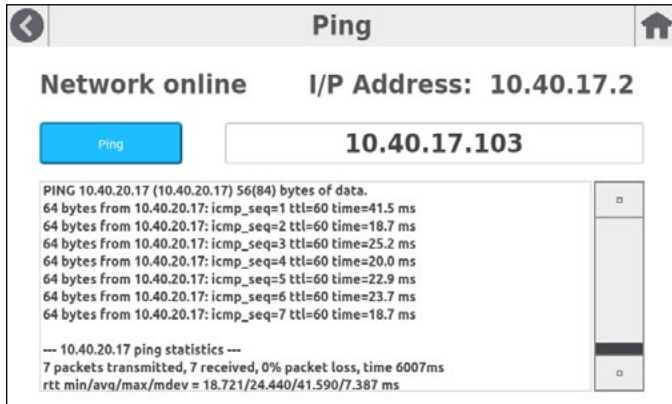 Ping
Network online I/P Address: 10.40.17.2
Ping 10.40.17.103
PING 10.40.20.17 (10.40.20.17) 56(84) bytes of data.
64 bytes from 10.40.20.17: icmp_seq=1 ttl=60 time=41.5 ms
64 bytes from 10.40.20.17: icmp_seq=2 ttl=60 time=18.7 ms
64 bytes from 10.40.20.17: icmp_seq=3 ttl=60 time=25.2 ms
64 bytes from 10.40.20.17: icmp_seq=4 ttl=60 time=20.0 ms
64 bytes from 10.40.20.17: icmp_seq=5 ttl=60 time=22.9 ms
64 bytes from 10.40.20.17: icmp_seq=6 ttl=60 time=23.7 ms
64 bytes from 10.40.20.17: icmp_seq=7 ttl=60 time=18.7 ms
--- 10.40.20.17 ping statistics ---
7 packets transmitted, 7 received, 0% packet loss, time 6007ms
rtt min/avg/max/mdev = 18.721/24.440/41.590/7.387 ms